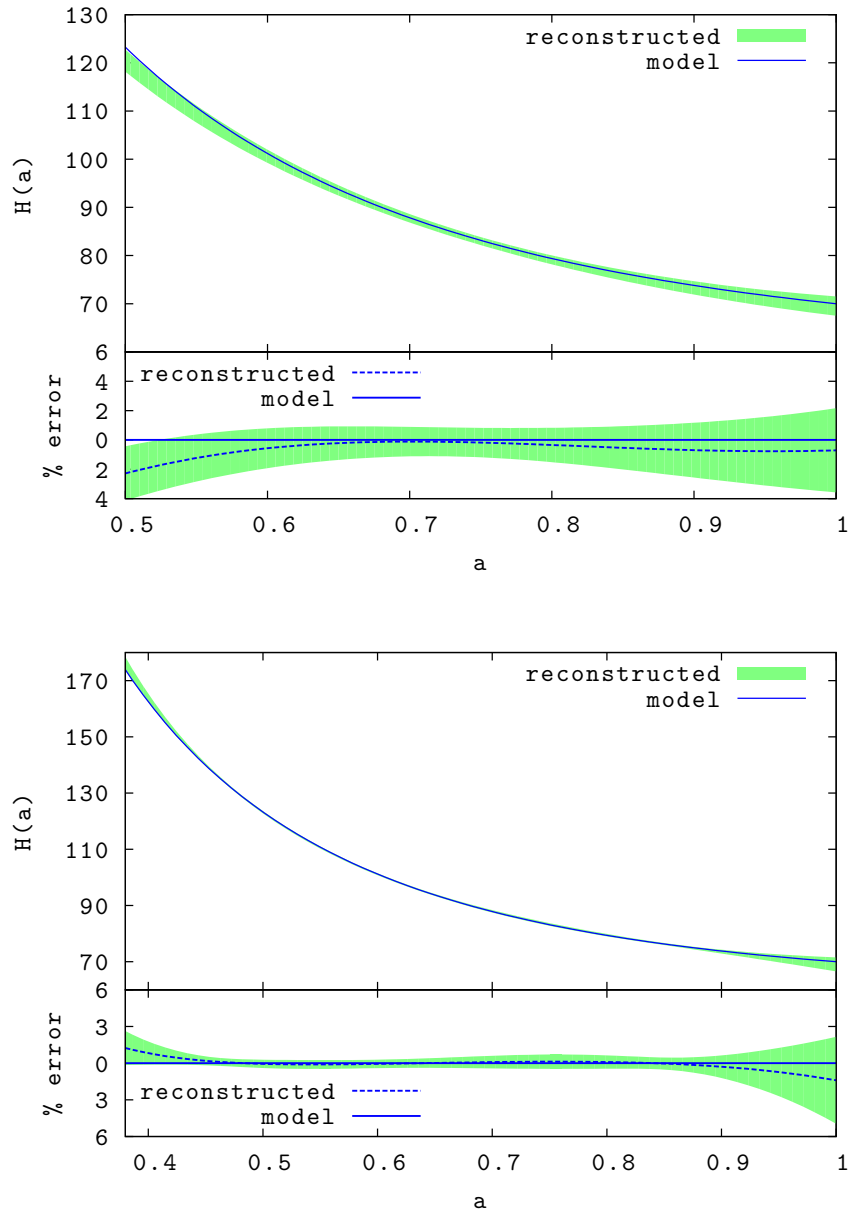 130
120
110
100
90
80
70
6
H(a)
reconstructed
model
4
2
0
2
4
% error
reconstructed
model
0.5 0.6 0.7 0.8 0.9 1
a
170
150
130
110
90
70
6
H(a)
reconstructed
model
3
0
3
6
% error
reconstructed
model
0.4 0.5 0.6 0.7 0.8 0.9 1
a